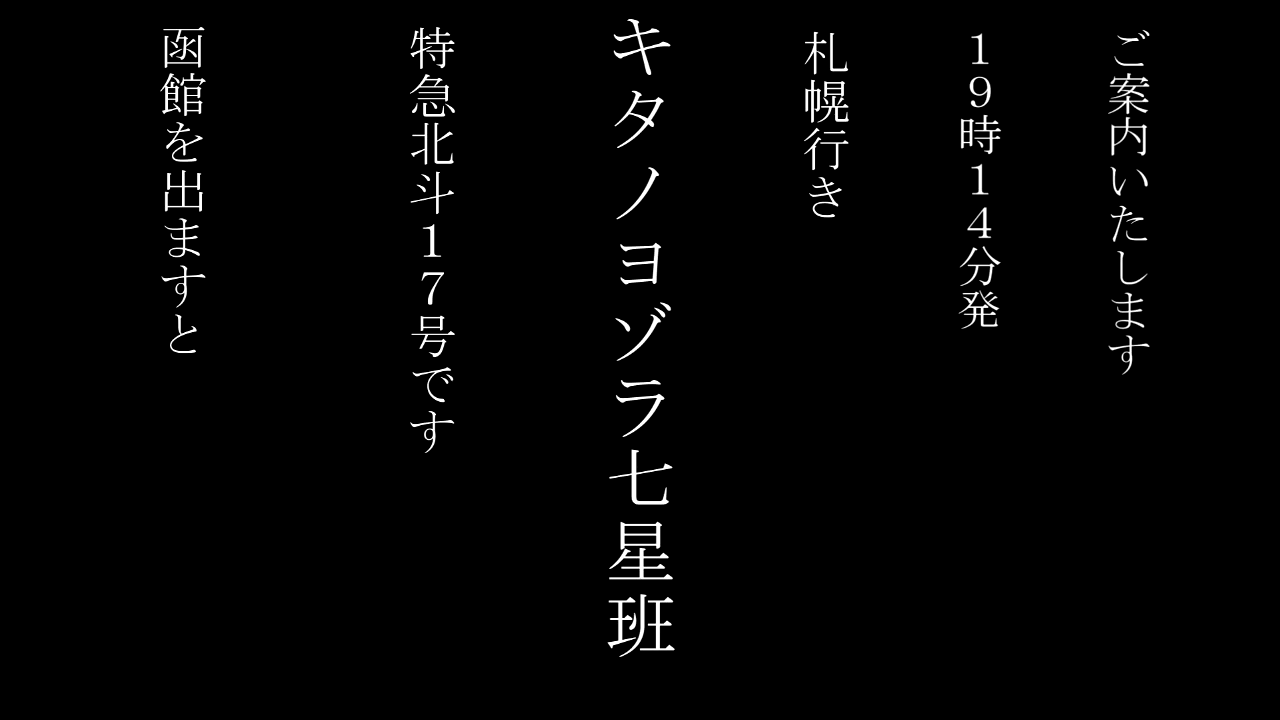 ご案内いたします
１９時１４分発
札幌行き
キタノヨゾラ七星班
特急北斗１７号です
函館を出ますと